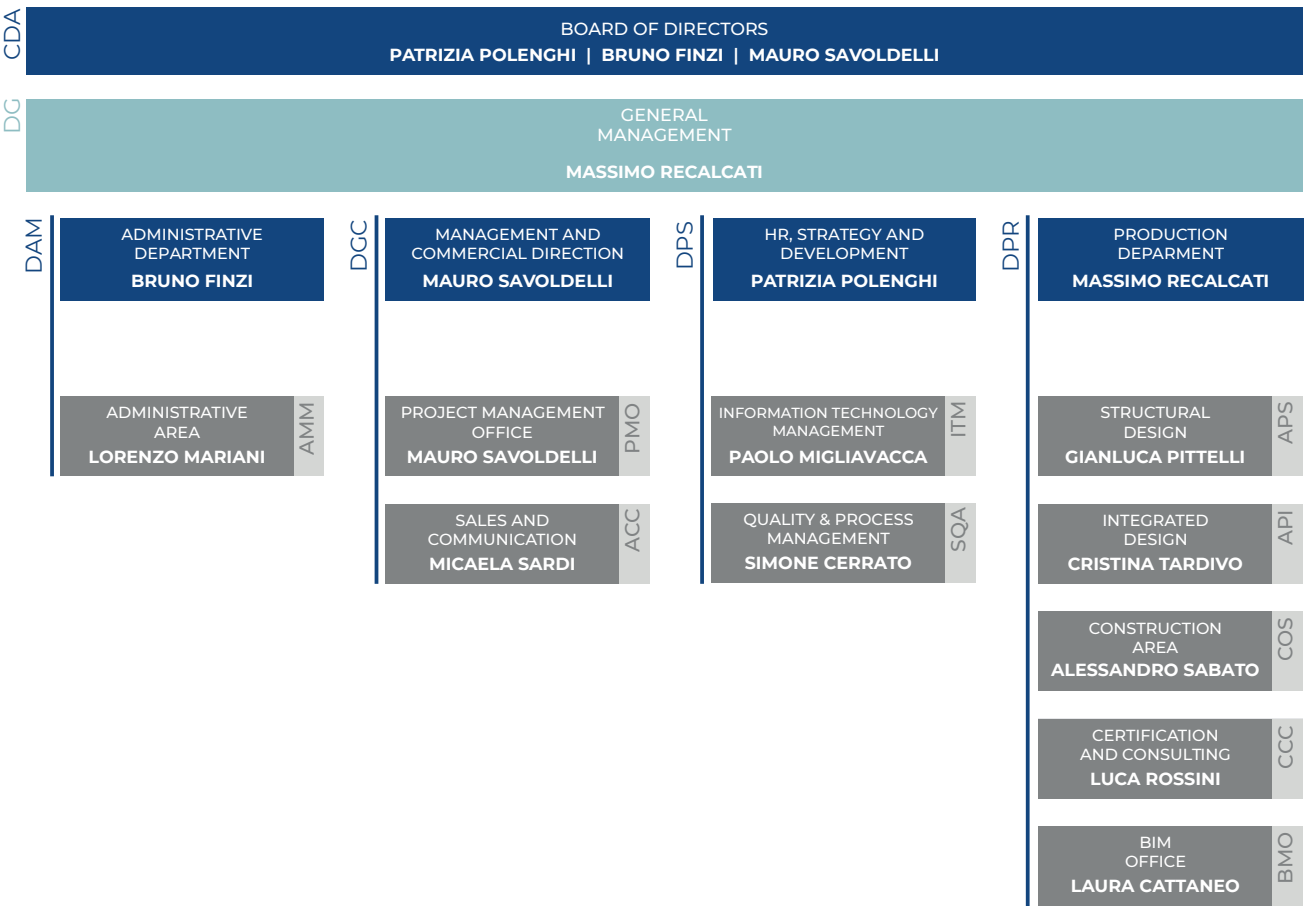 CDA
BOARD OF DIRECTORS
PATRIZIA POLENGHI | BRUNO FINZI | MAURO SAVOLDELLI
DG
GENERAL
MANAGEMENT
MASSIMO RECALCATI
DAM
ADMINISTRATIVE
DEPARTMENT
BRUNO FINZI
ADMINISTRATIVE
AREA
LORENZO MARIANI
AMM
DGC
MANAGEMENT AND
COMMERCIAL DIRECTION
MAURO SAVOLDELLI
PROJECT MANAGEMENT
OFFICE
MAURO SAVOLDELLI
PMO
SALES AND
COMMUNICATION
MICAELA SARDI
ACC
DPS
HR, STRATEGY AND
DEVELOPMENT
PATRIZIA POLENGHI
INFORMATION TECHNOLOGY
MANAGEMENT
PAOLO MIGLIAVACCA
ITM
QUALITY & PROCESS
MANAGEMENT
SIMONE CERRATO
SQA
DPR
PRODUCTION
DEPARMENT
MASSIMO RECALCATI
STRUCTURAL
DESIGN
GIANLUCA PITTELLI
APS
INTEGRATED
DESIGN
CRISTINA TARDIVO
API
CONSTRUCTION
AREA
ALESSANDRO SABATO
COS
CERTIFICATION
AND CONSULTING
LUCA ROSSINI
CCC
BIM
OFFICE
LAURA CATTANEO
BMO